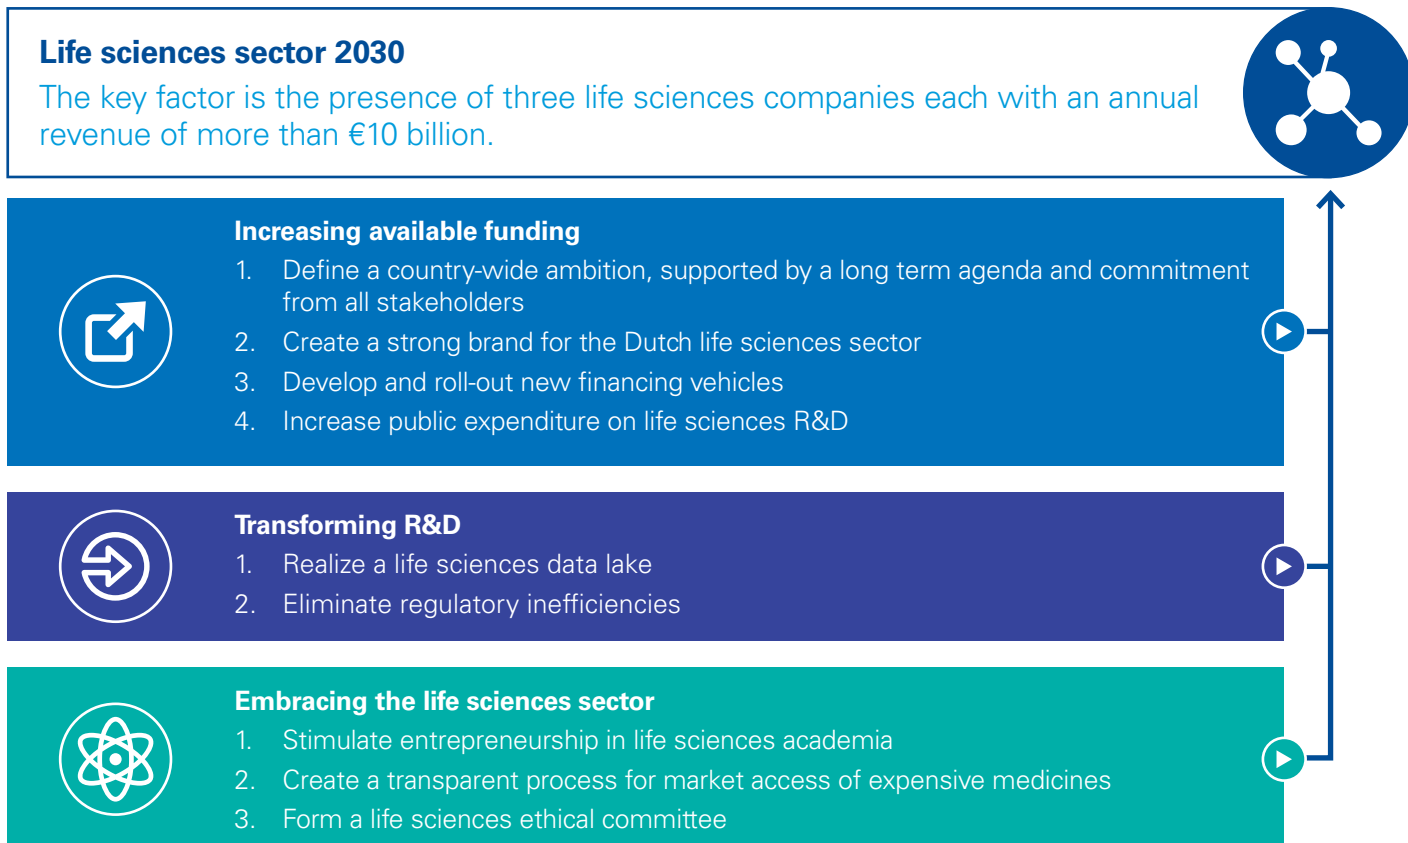 Life sciences sector 2030
The key factor is the presence of three life sciences companies each with an annual
revenue of more than €10 billion.
Increasing available funding
1. Define a country-wide ambition, supported by a long term agenda and commitment
from all stakeholders
2. Create a strong brand for the Dutch life sciences sector
3. Develop and roll-out new financing vehicles
4. Increase public expenditure on life sciences R&D
Transforming R&D
1. Realize a life sciences data lake
2. Eliminate regulatory inefficiencies
Embracing the life sciences sector
1. Stimulate entrepreneurship in life sciences academia
2. Create a transparent process for market access of expensive medicines
3. Form a life sciences ethical committee